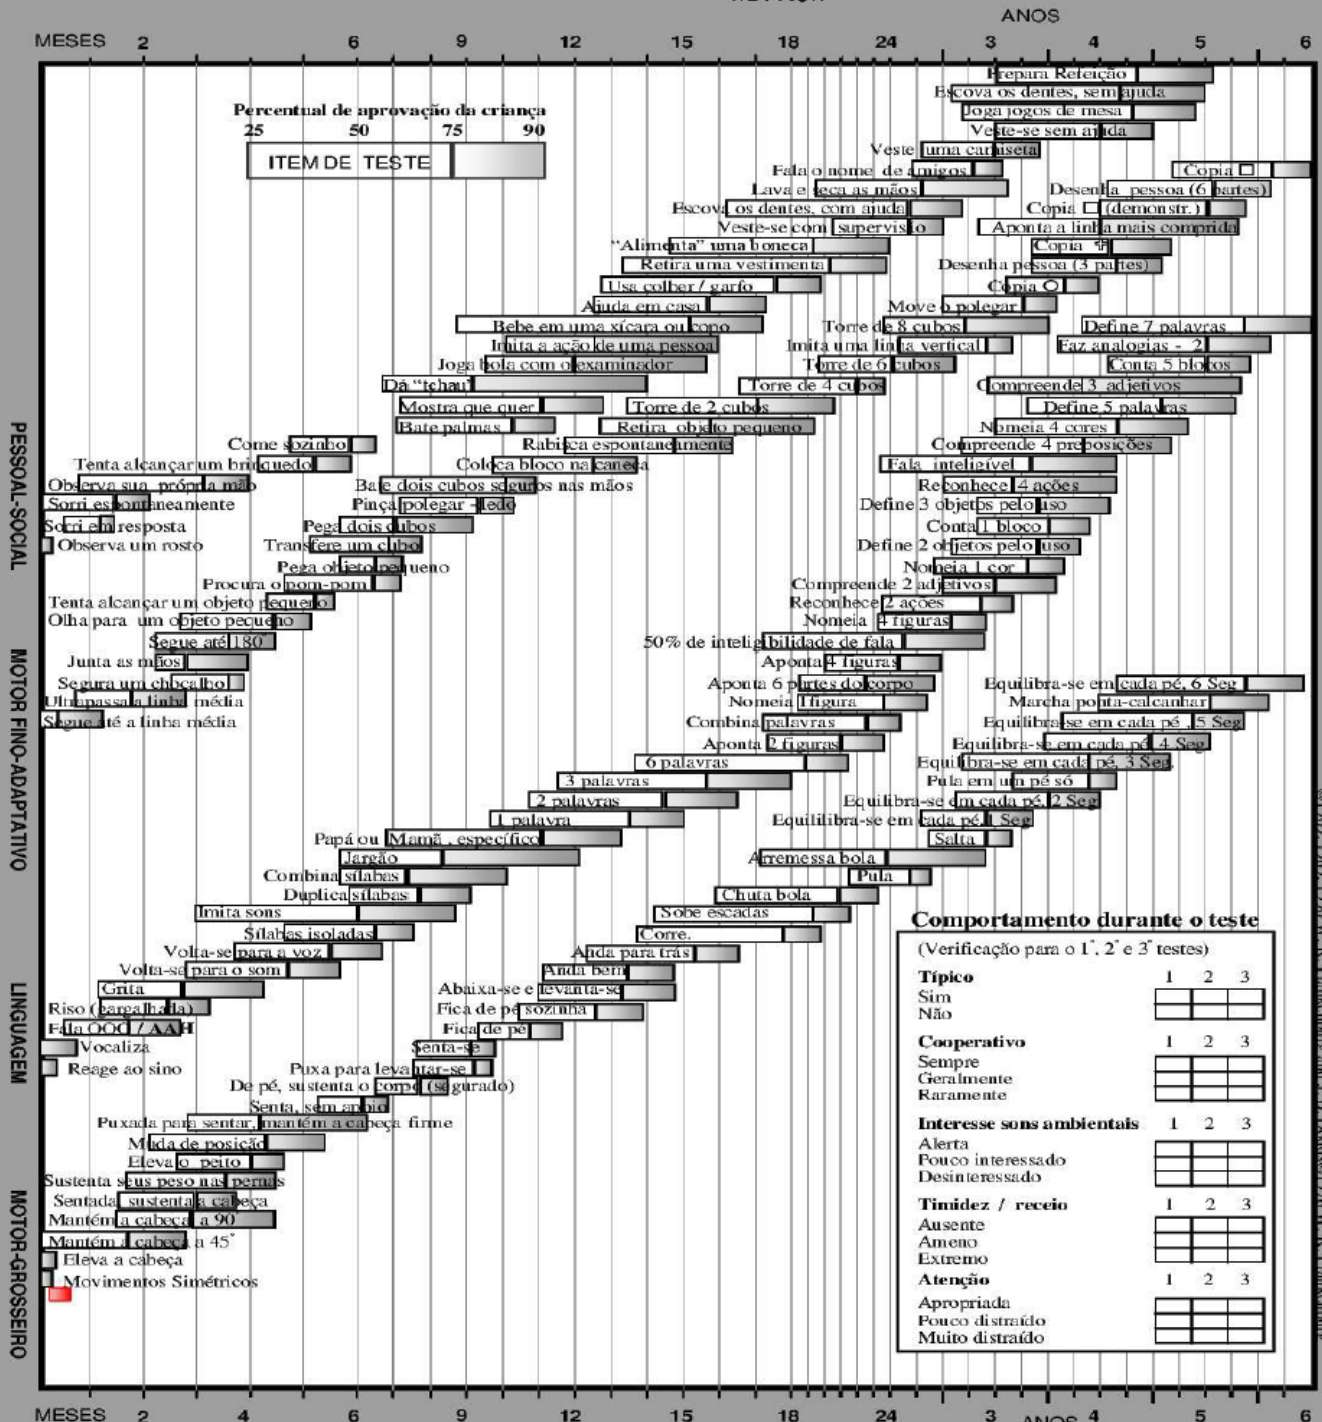 ANOS
MESES 2 6 9 12 15 18 24 3 4 5 6
Percentual de aprovação da criança
25 50 75 90
ITEM DE TESTE
PESSOAL-SOCIAL
MOTOR FINO-ADAPTATIVO
LINGUAGEM
MOTOR-GROSSEIRO
Prepara Refeição
Escova os dentes, sem ajuda
Joga jogos de mesa
Veste-se sem ajuda
Veste uma camiseta
Fala o nome de amigos
Copia □
Lava e seca as mãos
Desenha pessoa (6 partes)
Escova os dentes, com ajuda
Copia □ (demonstr.)
Veste-se com supervisão
Aponta a linha mais comprida
"Alimenta" uma boneca
Copia
Retira uma vestimenta
Desenha pessoa (3 partes)
Usa colher / garfo
Copia ○
Ajuda em casa
Move o polegar
Bebe em uma xícara ou copo
Torre de 8 cubos
Define 7 palavras
Imita a ação de uma pessoa
Imita uma linha vertical
Faz analogias - 2
Joga bola com o examinador
Torre de 6 cubos
Conta 5 blocos
Dá "tchau"
Torre de 4 cubos
Compreende 3 adjetivos
Mostra que quer
Torre de 2 cubos
Define 5 palavras
Bate palmas
Retira objeto pequeno
Nomeia 4 cores
Come sozinho
Rabisca espontaneamente
Compreende 4 preposições
Tenta alcançar um brinquedo
Coloca bloco na caneca
Fala inteligível
Observa sua própria mão
Bate dois cubos seguros nas mãos
Reconhece 4 ações
Sorri espontaneamente
Pinça polegar - dedo
Define 3 objetos pelo uso
Sorri em resposta
Pega dois cubos
Conta 1 bloco
Observa um rosto
Transfere um cubo
Define 2 objetos pelo uso
Pega objeto pequeno
Nomeia 1 cor
Procura o pom-pom
Compreende 2 adjetivos
Tenta alcançar um objeto pequeno
Reconhece 2 ações
Olha para um objeto pequeno
Nomeia 4 figuras
Segue até 180°
50% de inteligibilidade de fala
Junta as mãos
Aponta 4 figuras
Segura um chocalho
Aponta 6 partes do corpo
Equilibra-se em cada pé, 6 Seg
Ultrapassa a linha média
Nomeia 1figura
Marcha ponta-calcanhar
Segue até a linha média
Combina palavras
Equilibra-se em cada pé , 5 Seg
Aponta 2 figuras
Equilibra-se em cada pé, 4 Seg
6 palavras
Equilibra-se em cada pé, 3 Seg.
3 palavras
Pula em um pé só
2 palavras
Equilibra-se em cada pé, 2 Seg
1 palavra
Equililibra-se em cada pé, 1 Seg
Papá ou Mamã , específico
Salta
Jargão
Arremessa bola
Combina sílabas
Pula
Duplica sílabas
Chuta bola
Imita sons
Sobe escadas
Sílabas isoladas
Corre.
Volta-se para a voz
Anda para trás
Volta-se para o som
Anda bem
Grita
Abaixa-se e levanta-se
Riso (gargalhada)
Fica de pé sozinha
Fala OOO / AAH
Fica de pé
Vocaliza
Senta-se
Reage ao sino
Puxa para levantar-se
De pé, sustenta o corpo (segurado)
Senta, sem apoio
Puxada para sentar, mantém a cabeça firme
Muda de posição
Eleva o peito
Sustenta seus peso nas pernas
Sentada sustenta a cabeça
Mantém a cabeça a 90°
Mantém a cabeça a 45°
Eleva a cabeça
Movimentos Simétricos
Comportamento durante o teste
(Verificação para o 1°, 2° e 3° testes)
Típico 1 2 3
Sim
Não
Cooperativo 1 2 3
Sempre
Geralmente
Raramente
Interesse sons ambientais 1 2 3
Alerta
Pouco interessado
Desinteressado
Timidez / receio 1 2 3
Ausente
Ameno
Extremo
Atenção 1 2 3
Apropriada
Pouco distraído
Muito distraído
MESES 2 4 6 9 12 15 18 24 3 ANOS 4 5 6